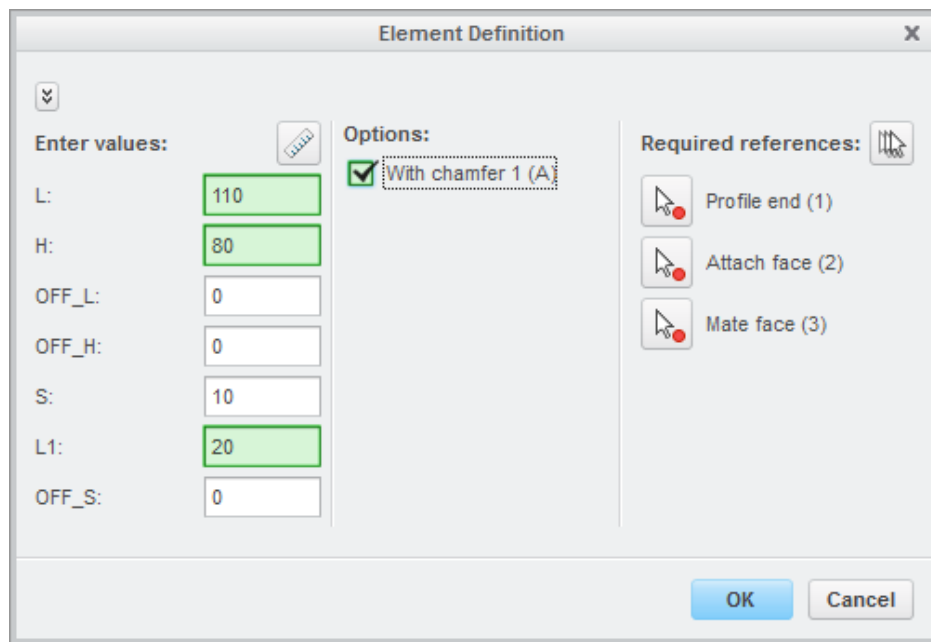 Element Definition
Enter values:
L: 110
H: 80
OFF_L: 0
OFF_H: 0
S: 10
L1: 20
OFF_S: 0
Options:
With chamfer 1 (A)
Required references:
Profile end (1)
Attach face (2)
Mate face (3)
OK Cancel